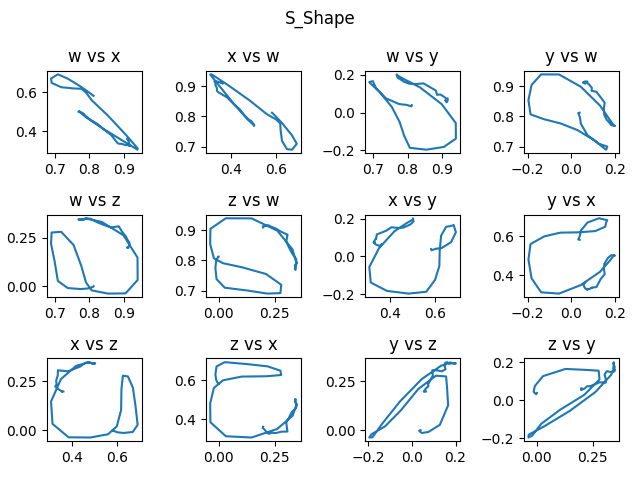 S_Shape
w vs x
x vs w
w vs y
y vs w
0.6
0.4
0.7 0.8 0.9
0.9
0.8
0.7
0.4 0.6
0.2
0.0
−0.2
0.7 0.8 0.9
0.9
0.8
0.7
−0.2 0.0 0.2
w vs z
z vs w
x vs y
y vs x
0.25
0.00
0.7 0.8 0.9
0.9
0.8
0.7
0.00 0.25
0.2
0.0
−0.2
0.4 0.6
0.6
0.4
−0.2 0.0 0.2
x vs z
z vs x
y vs z
z vs y
0.25
0.00
0.4 0.6
0.6
0.4
0.00 0.25
0.25
0.00
−0.2 0.0 0.2
0.2
0.0
−0.2
0.00 0.25